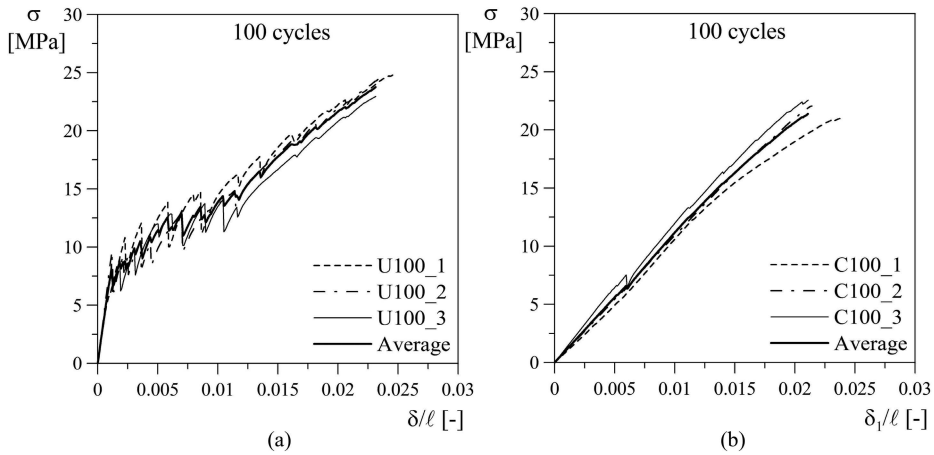 σ
[MPa]
100 cycles
30
25
20
15
10
5
0
U100_1
U100_2
U100_3
Average
0 0.005 0.01 0.015 0.02 0.025 0.03
δ/ℓ [-]
(a)
σ
[MPa]
100 cycles
30
25
20
15
10
5
0
C100_1
C100_2
C100_3
Average
0 0.005 0.01 0.015 0.02 0.025 0.03
δ₁/ℓ [-]
(b)